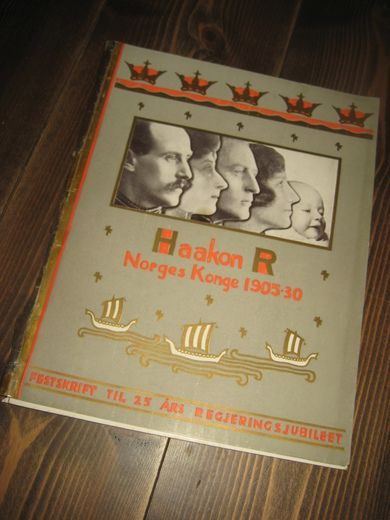 Haakon R
Norges Konge 1905-30
FESTSKRIFT TIL 25 ÅRS REGJERINGSJUBILEET